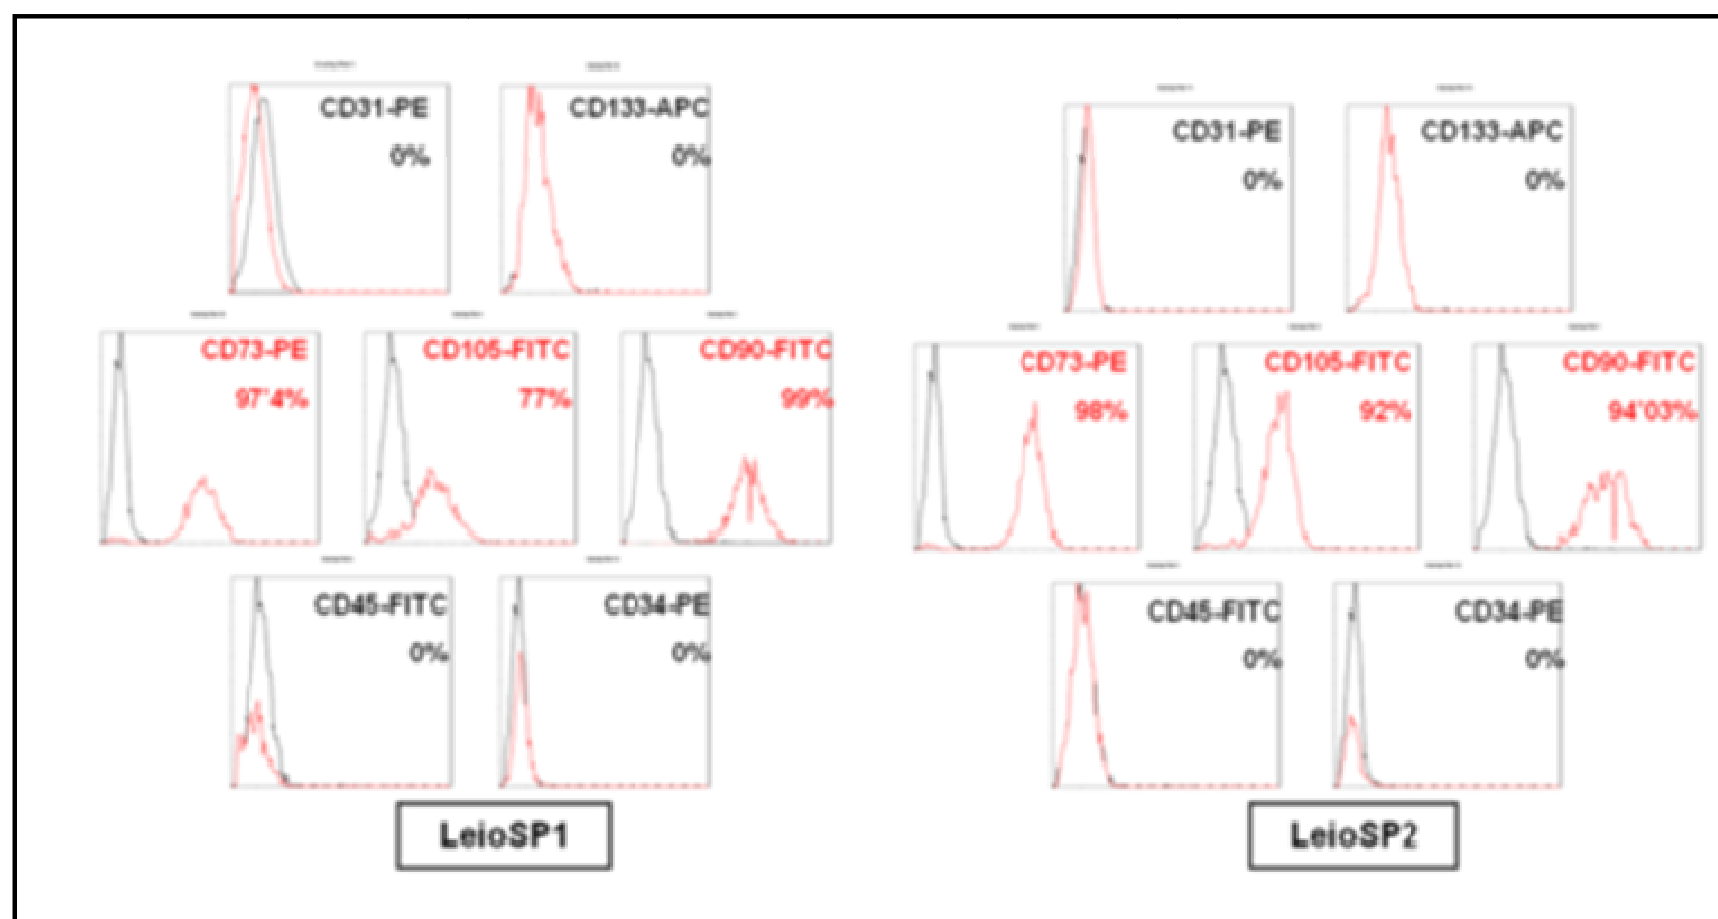 CD31-PE
0%
CD133-APC
0%
CD73-PE
97'4%
CD105-FITC
77%
CD90-FITC
99%
CD45-FITC
0%
CD34-PE
0%
LeioSP1
CD31-PE
0%
CD133-APC
0%
CD73-PE
98%
CD105-FITC
92%
CD90-FITC
94'03%
CD45-FITC
0%
CD34-PE
0%
LeioSP2